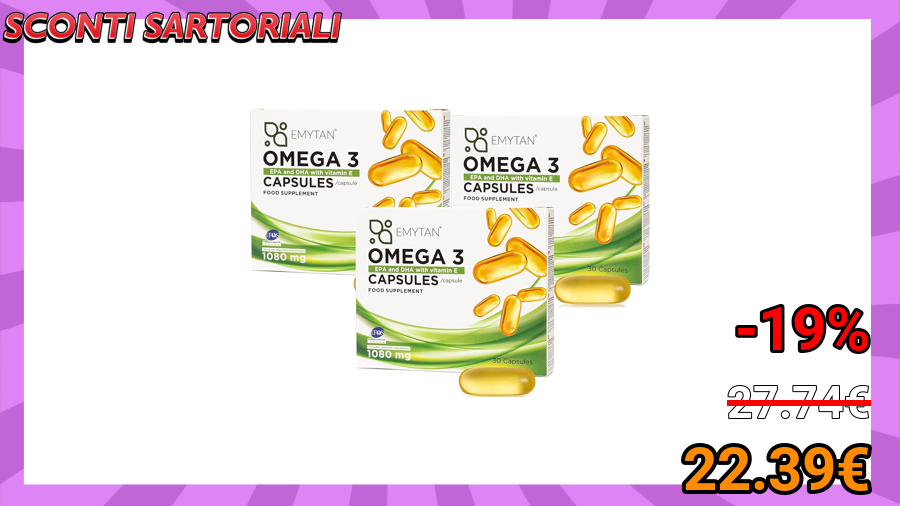 SCONTI SARTORIALI
EMYTAN®
OMEGA 3
EPA and DHA with vitamin E
CAPSULES /capsule
FOOD SUPPLEMENT
1080 mg
EMYTAN®
OMEGA 3
EPA and DHA with vitamin E
CAPSULES /capsule
FOOD SUPPLEMENT
30 Capsules
EMYTAN®
OMEGA 3
EPA and DHA with vitamin E
CAPSULES /capsule
FOOD SUPPLEMENT
1080 mg
30 Capsules
-19%
27.74€
22.39€